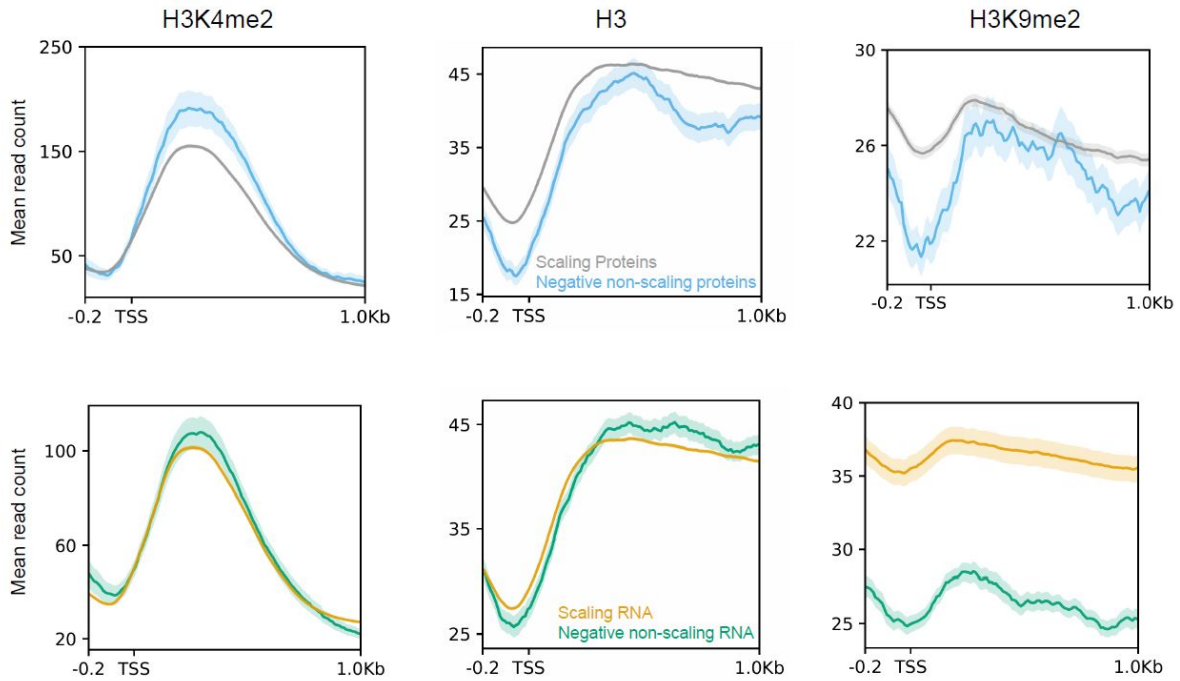 H3K4me2
H3
H3K9me2
Mean read count
250
150
50
-0.2 TSS 1.0Kb
45
35
25
15
Scaling Proteins
Negative non-scaling proteins
-0.2 TSS 1.0Kb
30
26
22
-0.2 TSS 1.0Kb
Mean read count
100
60
20
-0.2 TSS 1.0Kb
45
35
25
Scaling RNA
Negative non-scaling RNA
-0.2 TSS 1.0Kb
40
35
30
25
-0.2 TSS 1.0Kb